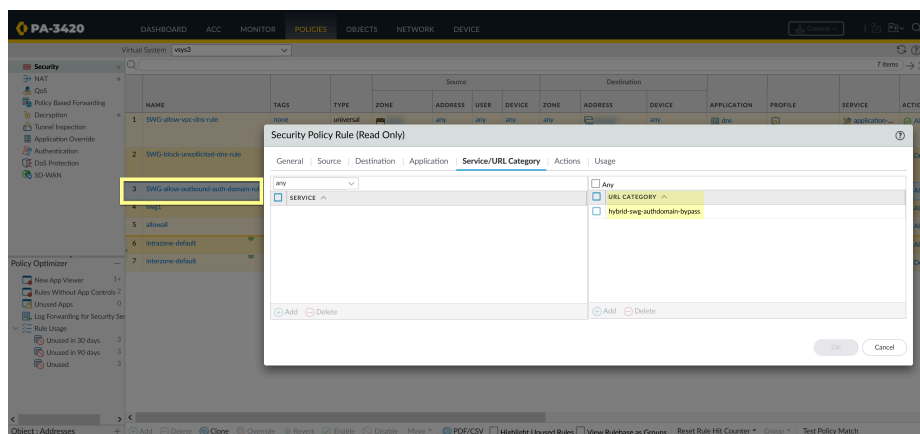 PA-3420
DASHBOARD ACC MONITOR POLICIES OBJECTS NETWORK DEVICE
Commit
Virtual System vsys3
Security
NAT
QoS
Policy Based Forwarding
Decryption
Tunnel Inspection
Application Override
Authentication
DoS Protection
SD-WAN
7 items
Source Destination
NAME TAGS TYPE ZONE ADDRESS USER DEVICE ZONE ADDRESS DEVICE APPLICATION PROFILE SERVICE
1 SWG-allow-vpc-dns-rule none universal any any any any dns application-...
2 SWG-block-unsollicited-dns-rule
3 SWG-allow-outbound-auth-domain-rul
4 swg1
5 allowall
6 intrazone-default
7 interzone-default
Security Policy Rule (Read Only)
General Source Destination Application Service/URL Category Actions Usage
any
SERVICE
Add Delete
Any
URL CATEGORY
hybrid-swg-authdomain-bypass
Add Delete
OK Cancel
Policy Optimizer
New App Viewer 1+
Rules Without App Controls 2
Unused Apps 0
Log Forwarding for Security Ser
Rule Usage
Unused in 30 days 3
Unused in 90 days 3
Unused 3
Object : Addresses
Add Delete Clone Override Revert Enable Disable Move PDF/CSV Highlight Unused Rules View Rulebase as Groups Reset Rule Hit Counter Group Test Policy Match